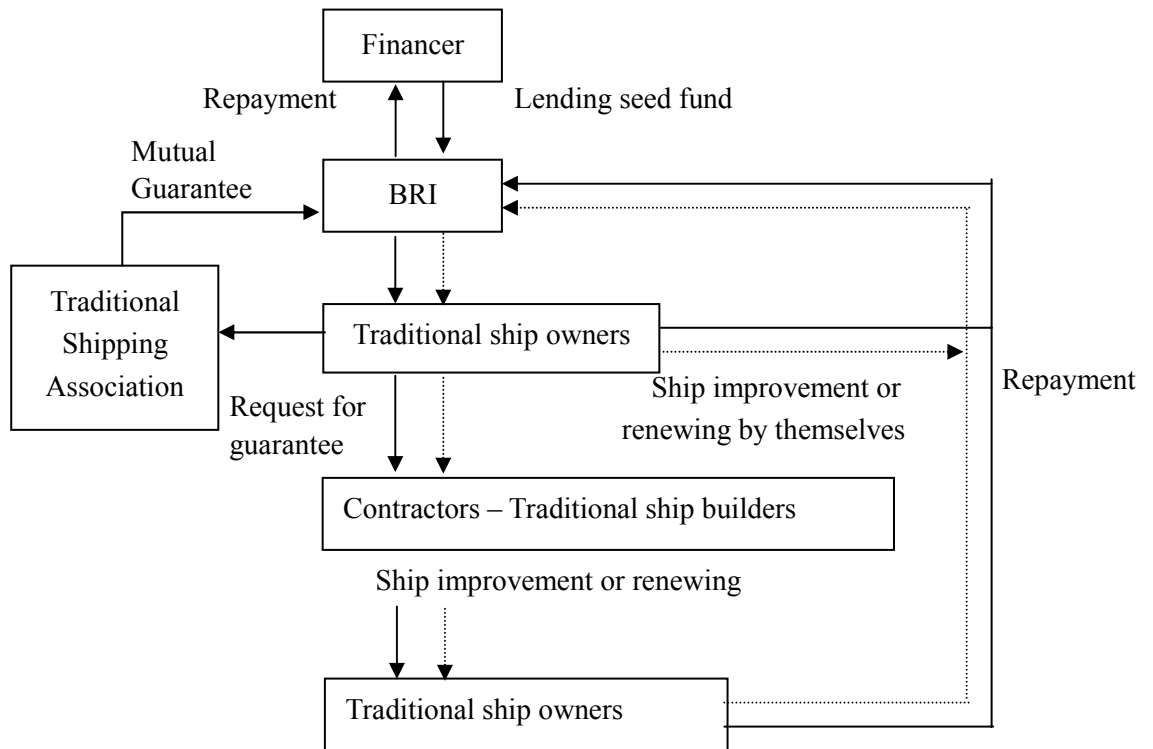 Financer
Repayment
Lending seed fund
Mutual
Guarantee
BRI
Traditional
Shipping
Association
Traditional ship owners
Request for
guarantee
Ship improvement or
renewing by themselves
Repayment
Contractors – Traditional ship builders
Ship improvement or renewing
Traditional ship owners